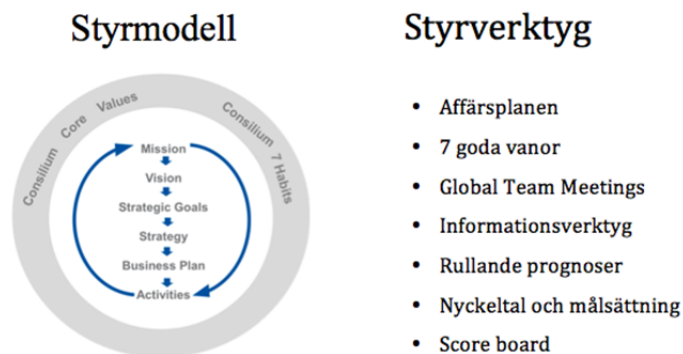 Styrmodell
Consilium Core Values
Consilium 7 Habits
Mission
Vision
Strategic Goals
Strategy
Business Plan
Activities
Styrverktyg
• Affärsplanen
• 7 goda vanor
• Global Team Meetings
• Informationsverktyg
• Rullande prognoser
• Nyckeltal och målsättning
• Score board